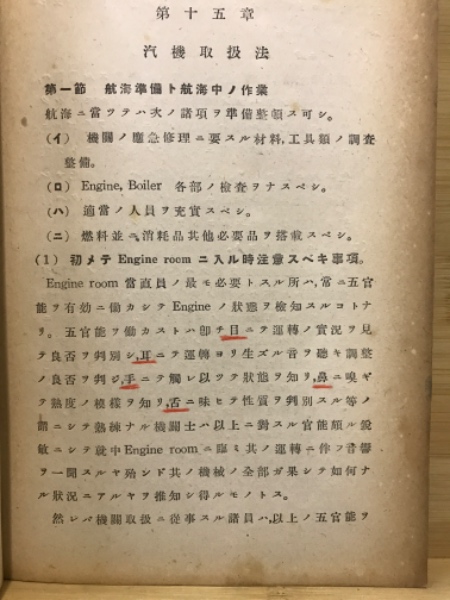 第十五章
汽機取扱法
第一節 航海準備ト航海中ノ作業
航海ニ當ツテハ次ノ諸項ヲ準備整頓ス可シ。
(イ) 機關ノ應急修理ニ要スル材料,工具類ノ調査
整備。
(ロ) Engine, Boiler 各部ノ檢査ヲナスベシ。
(ハ) 適當ノ人員ヲ充實スベシ。
(ニ) 燃料並ニ消耗品其他必要品ヲ搭載スベシ。
(1) 初メテ Engine room ニ入ル時注意スベキ事項。
Engine room 當直員ノ最モ必要トスル所ハ,常ニ五官
能ヲ有効ニ働カシテ Engine ノ狀態ヲ檢知スルコトナ
リ。五官能ヲ働カストハ即チ目ニテ運轉ノ實況ヲ見
テ良否ヲ判別シ,耳ニテ運轉ヨリ生ズル音ヲ聽キ調整
ノ良否ヲ判ジ,手ニテ觸レ以ツテ狀態ヲ知リ,鼻ニ嗅ギ
テ熱度ノ模樣ヲ知リ,舌ニ味ヒテ性質ヲ判別スル等ノ
謂ニシテ熟練ナル機關士ハ以上ニ對スル官能頗ル銳
敏ニシテ就中 Engine room ニ臨ミ其ノ運轉ニ伴フ音響
ヲ一聞スルヤ殆ンド其ノ機械ノ全部ガ果シテ如何ナ
ル狀況ニアルヤヲ推知シ得ルモノトス。
然レバ機關取扱ニ從事スル諸員ハ,以上ノ五官能ヲ